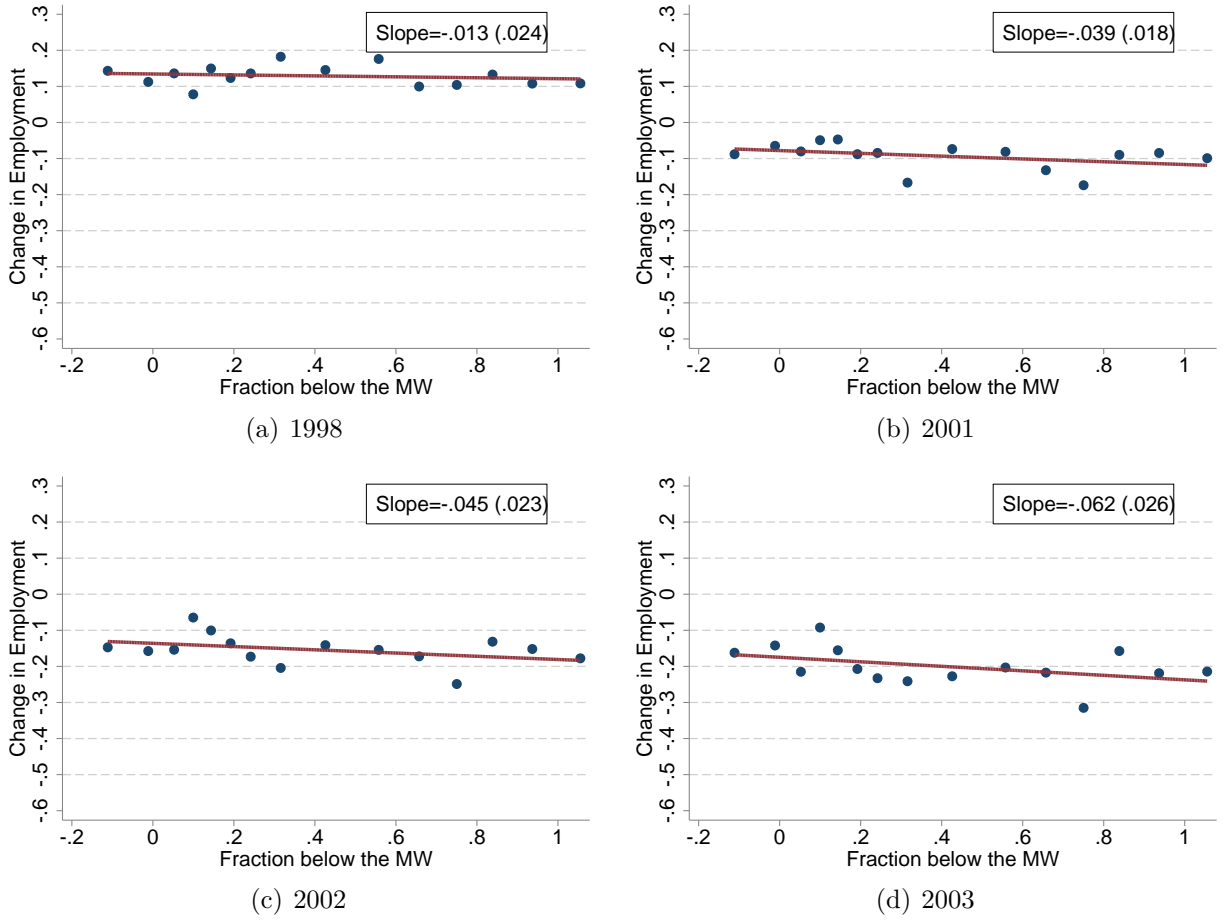 Slope=-.013 (.024)
Change in Employment
.3
.2
.1
0
-.1
-.2
-.3
-.4
-.5
-.6
-.2 0 .2 .4 .6 .8 1
Fraction below the MW
(a) 1998
Slope=-.039 (.018)
Change in Employment
.3
.2
.1
0
-.1
-.2
-.3
-.4
-.5
-.6
-.2 0 .2 .4 .6 .8 1
Fraction below the MW
(b) 2001
Slope=-.045 (.023)
Change in Employment
.3
.2
.1
0
-.1
-.2
-.3
-.4
-.5
-.6
-.2 0 .2 .4 .6 .8 1
Fraction below the MW
(c) 2002
Slope=-.062 (.026)
Change in Employment
.3
.2
.1
0
-.1
-.2
-.3
-.4
-.5
-.6
-.2 0 .2 .4 .6 .8 1
Fraction below the MW
(d) 2003